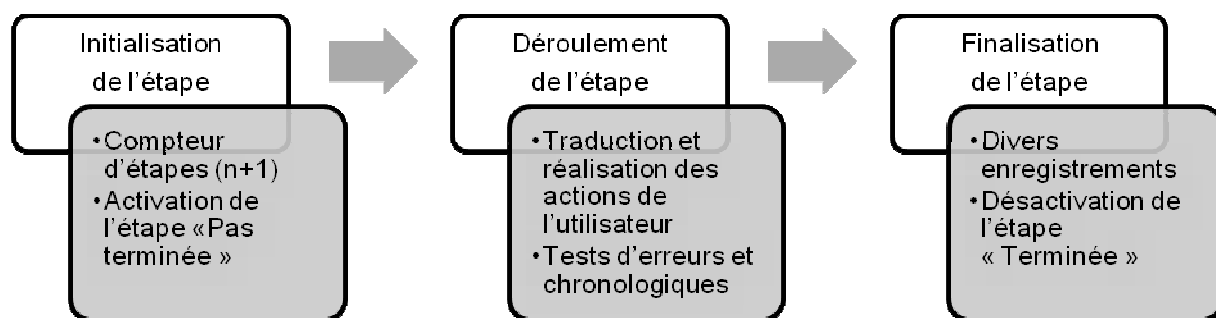 Initialisation
de l'étape
•Compteur
d'étapes (n+1)
•Activation de
l'étape «Pas
terminée »
Déroulement
de l'étape
•Traduction et
réalisation des
actions de
l'utilisateur
•Tests d'erreurs et
chronologiques
Finalisation
de l'étape
•Divers
enregistrements
•Désactivation de
l'étape
« Terminée »